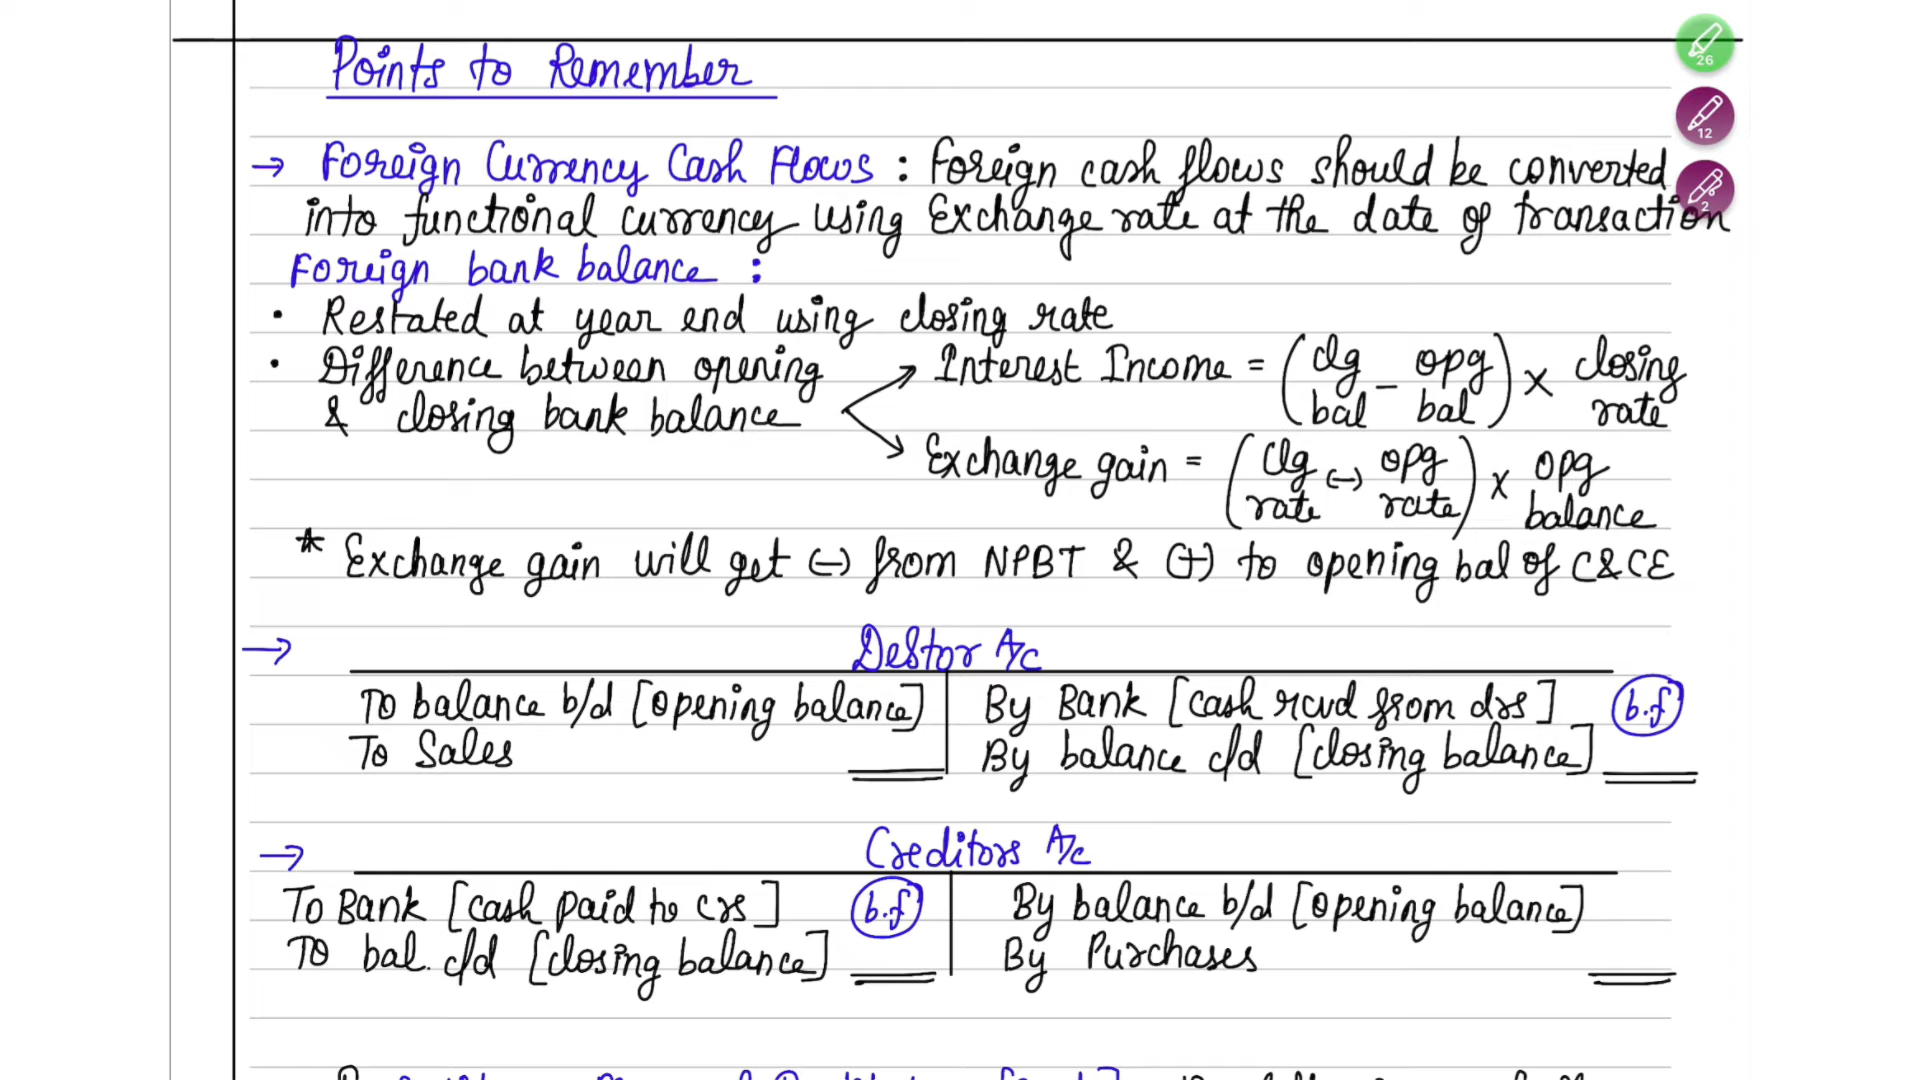 Points to Remember
→ Foreign Currency Cash Flows : Foreign cash flows should be converted
into functional currency using Exchange rate at the date of transaction
Foreign bank balance :
• Restated at year end using closing rate
• Difference between opening & closing bank balance
Interest Income = (clg bal - opg bal) × closing rate
Exchange gain = (clg rate (-) opg rate) × opg balance
* Exchange gain will get (-) from NPBT & (+) to opening bal of C&CE
→ Debtor A/c
To balance b/d [opening balance] By Bank [cash rcvd from drs] b.f
To Sales By balance c/d [closing balance]
→ Creditors A/c
To Bank [cash paid to crs] b.f By balance b/d [opening balance]
To bal. c/d [closing balance] By Purchases
26
12
2